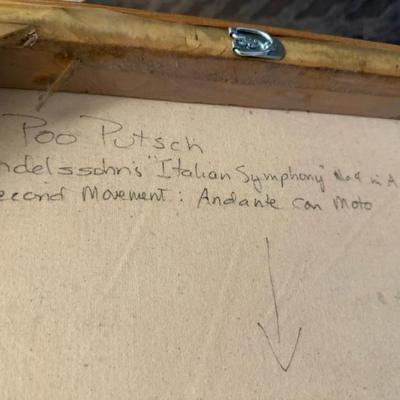 Poo Putsch
ndelssohn's "Italian Symphony" No 4 in A
econd Movement: Andante Con Moto